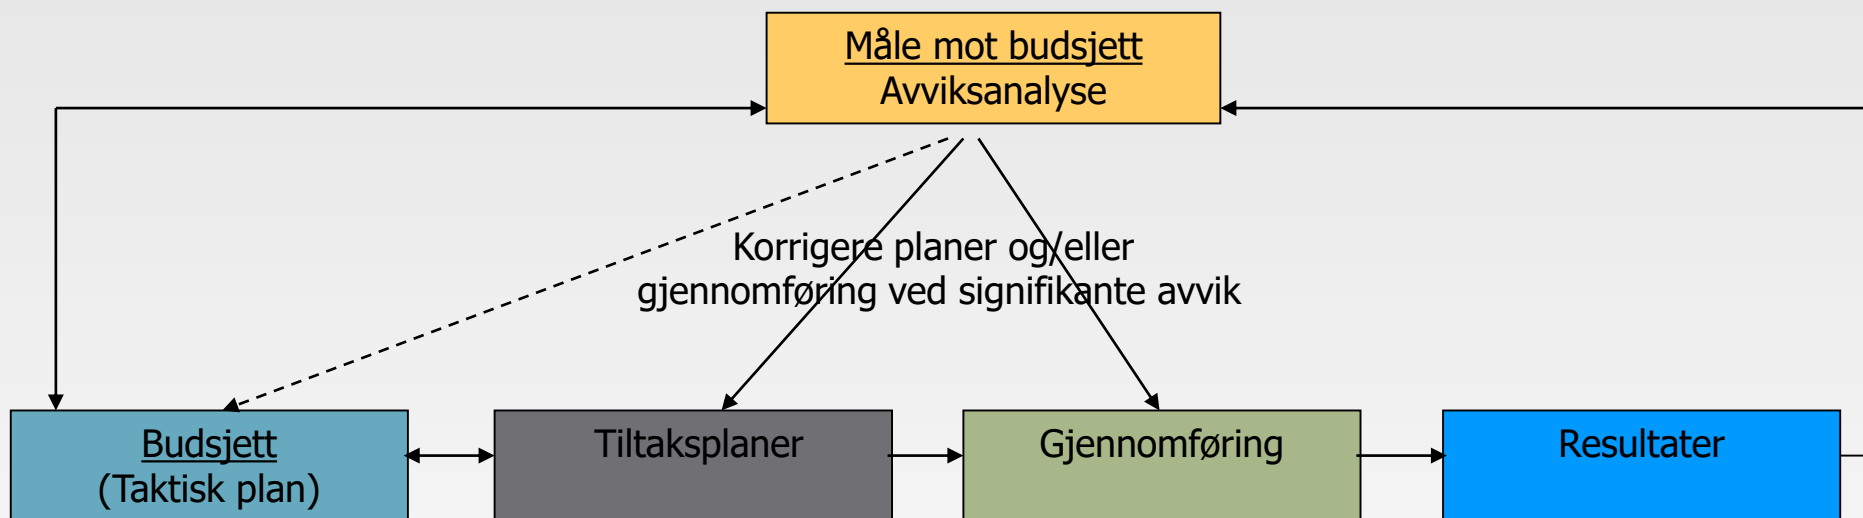 Måle mot budsjett
Avviksanalyse
Korrigere planer og/eller
gjennomføring ved signifikante avvik
Budsjett
(Taktisk plan)
Tiltaksplaner
Gjennomføring
Resultater